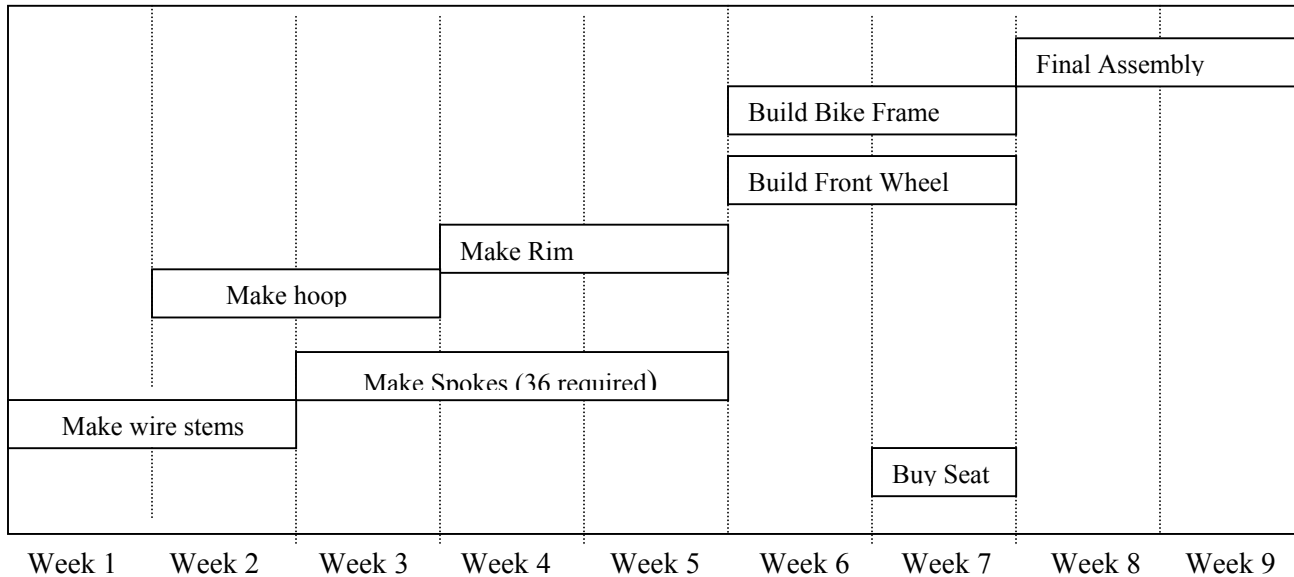 Final Assembly
Build Bike Frame
Build Front Wheel
Make Rim
Make hoop
Make Spokes (36 required)
Make wire stems
Buy Seat
Week 1 Week 2 Week 3 Week 4 Week 5 Week 6 Week 7 Week 8 Week 9